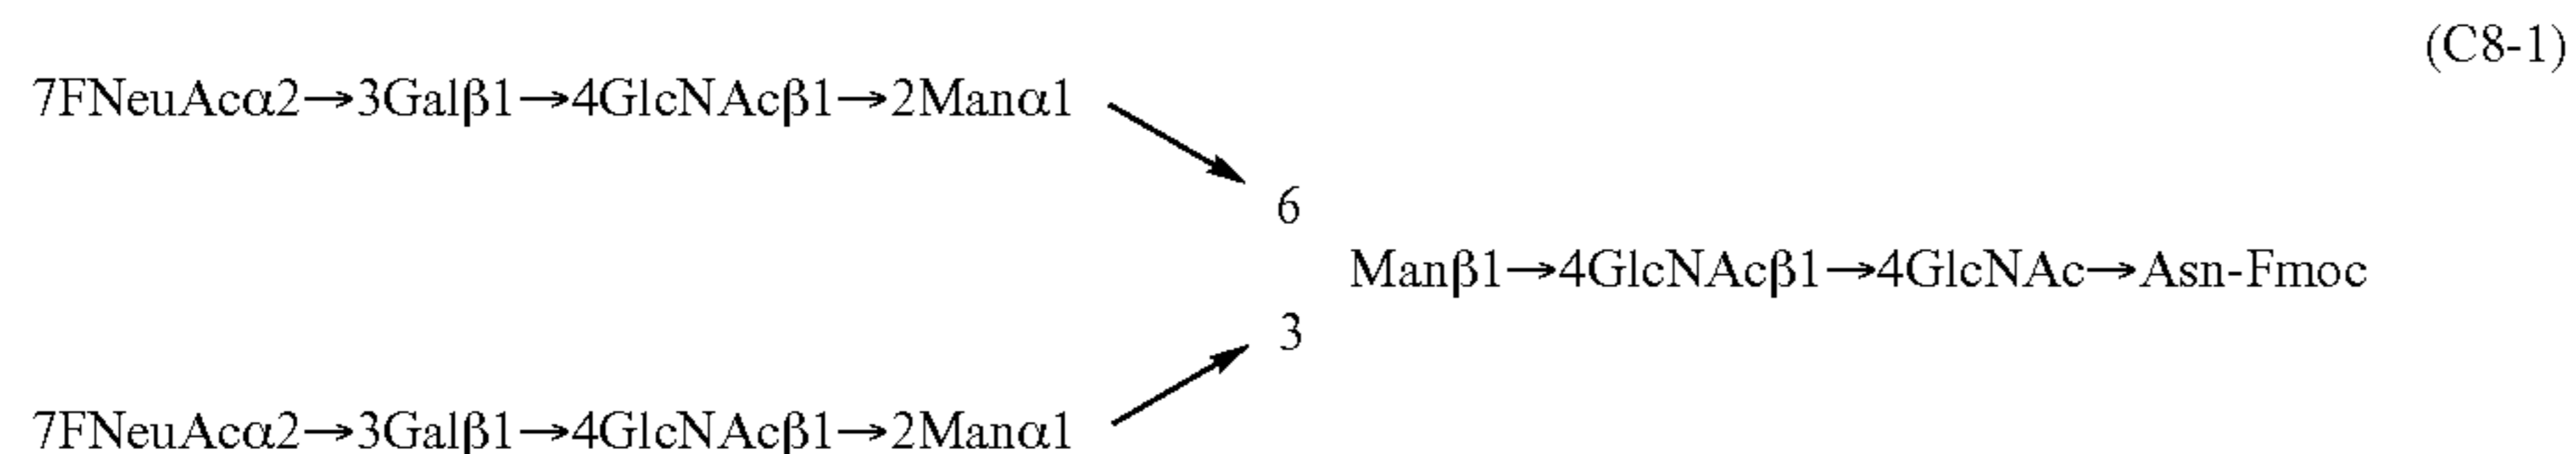 (C8-1)
7FNeuAcα2→3Galβ1→4GlcNAcβ1→2Manα1
6
Manβ1→4GlcNAcβ1→4GlcNAc→Asn-Fmoc
3
7FNeuAcα2→3Galβ1→4GlcNAcβ1→2Manα1